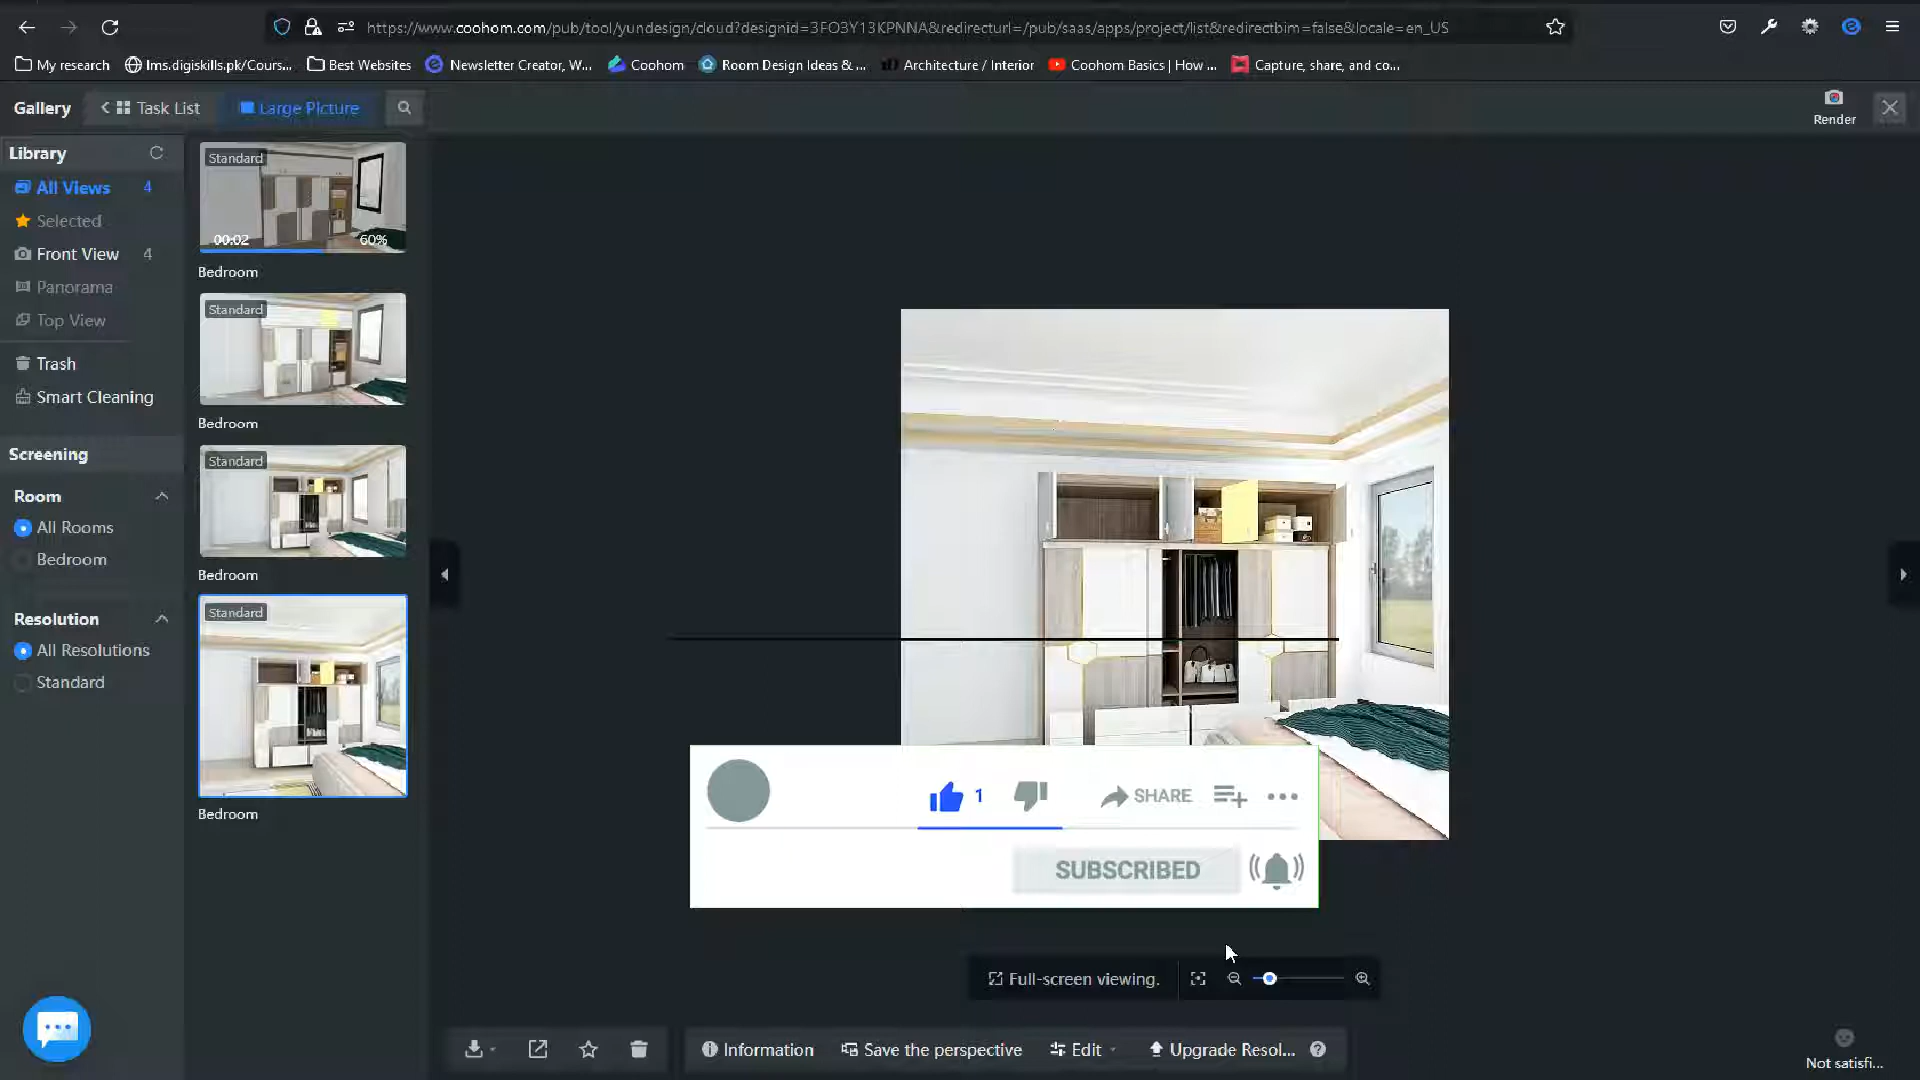 https://www.coohom.com/pub/tool/yundesign/cloud?designid=3FO3Y13KPNNA&redirecturl=/pub/saas/apps/project/list&redirectbim=false&locale=en_US
My research
lms.digiskills.pk/Cours...
Best Websites
Newsletter Creator, W...
Coohom
Room Design Ideas & ...
Architecture / Interior
Coohom Basics | How ...
Capture, share, and co...
Gallery
Task List
Large Picture
Render
Library
All Views 4
Selected
Front View 4
Panorama
Top View
Trash
Smart Cleaning
Screening
Room
All Rooms
Bedroom
Resolution
All Resolutions
Standard
Standard
00:02 60%
Bedroom
Standard
Bedroom
Standard
Bedroom
Standard
Bedroom
1 SHARE
SUBSCRIBED
Full-screen viewing.
Information
Save the perspective
Edit
Upgrade Resol...
Not satisfi...